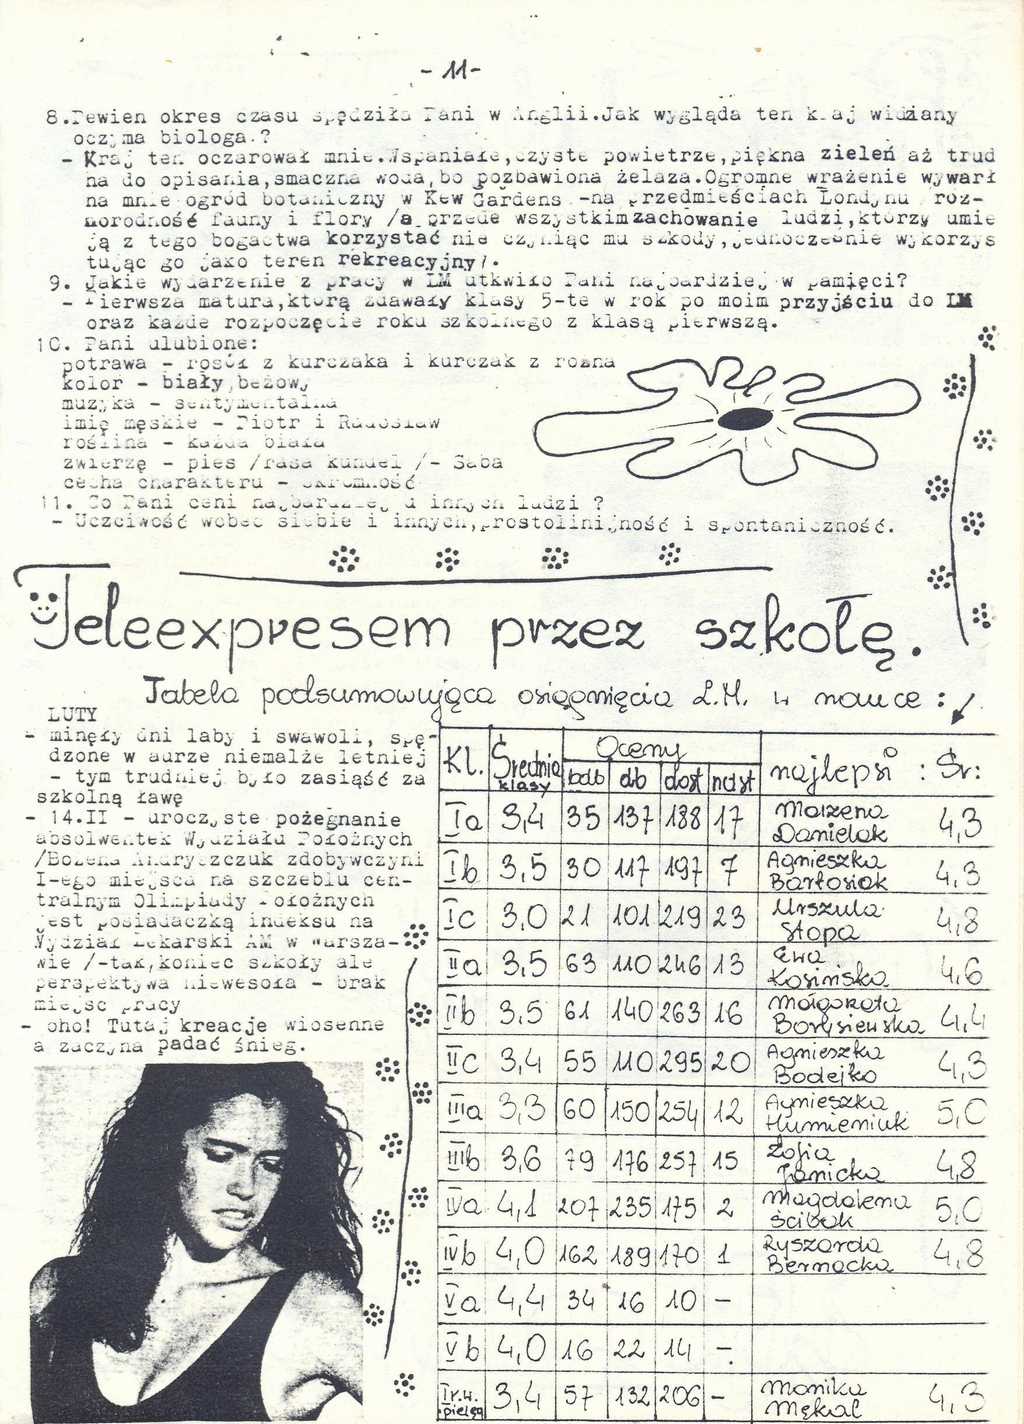 - 11 -
8. Pewien okres czasu spędziła Pani w Anglii. Jak wygląda ten kraj widziany
oczyma biologa.?
- Kraj ten oczarował mnie. Wspaniałe, czyste powietrze, piękna zieleń aż trud
na do opisania, smaczna woda, bo pozbawiona żelaza. Ogromne wrażenie wywarł
na mnie ogród botaniczny w Kew Gardens -na przedmieściach Londynu róż-
norodność fauny i flory /a przede wszystkim zachowanie ludzi, którzy umie
ją z tego bogactwa korzystać nie czyniąc mu szkody, jednocześnie wykorzys
tując go jako teren rekreacyjny/.
9. Jakie wydarzenie z pracy w LM utkwiło Pani najbardziej w pamięci?
- Pierwsza matura, którą zdawały klasy 5-te w rok po moim przyjściu do LM
oraz każde rozpoczęcie roku szkolnego z klasą pierwszą.
10. Pani ulubione:
potrawa - rosół z kurczaka i kurczak z rożna
kolor - biały, beżowy
muzyka - sentymentalna
imię męskie - Piotr i Radosław
roślina - każda biała
zwierzę - pies /rasa kundel /- Saba
cecha charakteru - skromność
11. Co Pani ceni najbardziej u innych ludzi ?
- Uczciwość wobec siebie i innych, prostolinijność i spontaniczność.
Teleexpresem przez szkołę.
Tabela podsumowująca osiągnięcia L.M. w nauce :
LUTY
- minęły dni laby i swawoli, spę-
dzone w aurze niemalże letniej
- tym trudniej było zasiąść za
szkolną ławę
- 14.II - uroczyste pożegnanie
absolwentek Wydziału Położnych
/Bożena Andryszczuk zdobywczyni
I-ego miejsca na szczeblu cen-
tralnym Olimpiady Położnych
jest posiadaczką indeksu na
Wydział Lekarski AM w Warsza-
wie /-tak, koniec szkoły ale
perspektywa niewesoła - brak
miejsc pracy
- oho! Tutaj kreacje wiosenne
a zaczyna padać śnieg.
Kl. Średnia klasy Oceny bdb db dost ndst najlepsi : Śr:
Ia 3,4 35 137 188 17 Marzena Danielak 4,3
Ib 3,5 30 117 197 7 Agnieszka Bartosiak 4,3
Ic 3,0 21 101 219 23 Urszula Stopa 4,8
IIa 3,5 63 110 246 13 Ewa Kosińska 4,6
IIb 3,5 61 140 263 16 Małgorzata Borysiewska 4,4
IIc 3,4 55 110 295 20 Agnieszka Bodejko 4,3
IIIa 3,3 60 150 254 12 Agnieszka Humieniuk 5,0
IIIb 3,6 79 176 257 15 Zofia Janicka 4,8
IVa 4,1 207 235 175 2 Magdalena Ścibak 5,0
IVb 4,0 162 189 170 1 Ryszarda Biernacka 4,8
Va 4,4 34 16 10 -
Vb 4,0 16 22 14 -
Ir.w. pielęg 3,4 57 132 206 - Monika Mękal 4,3